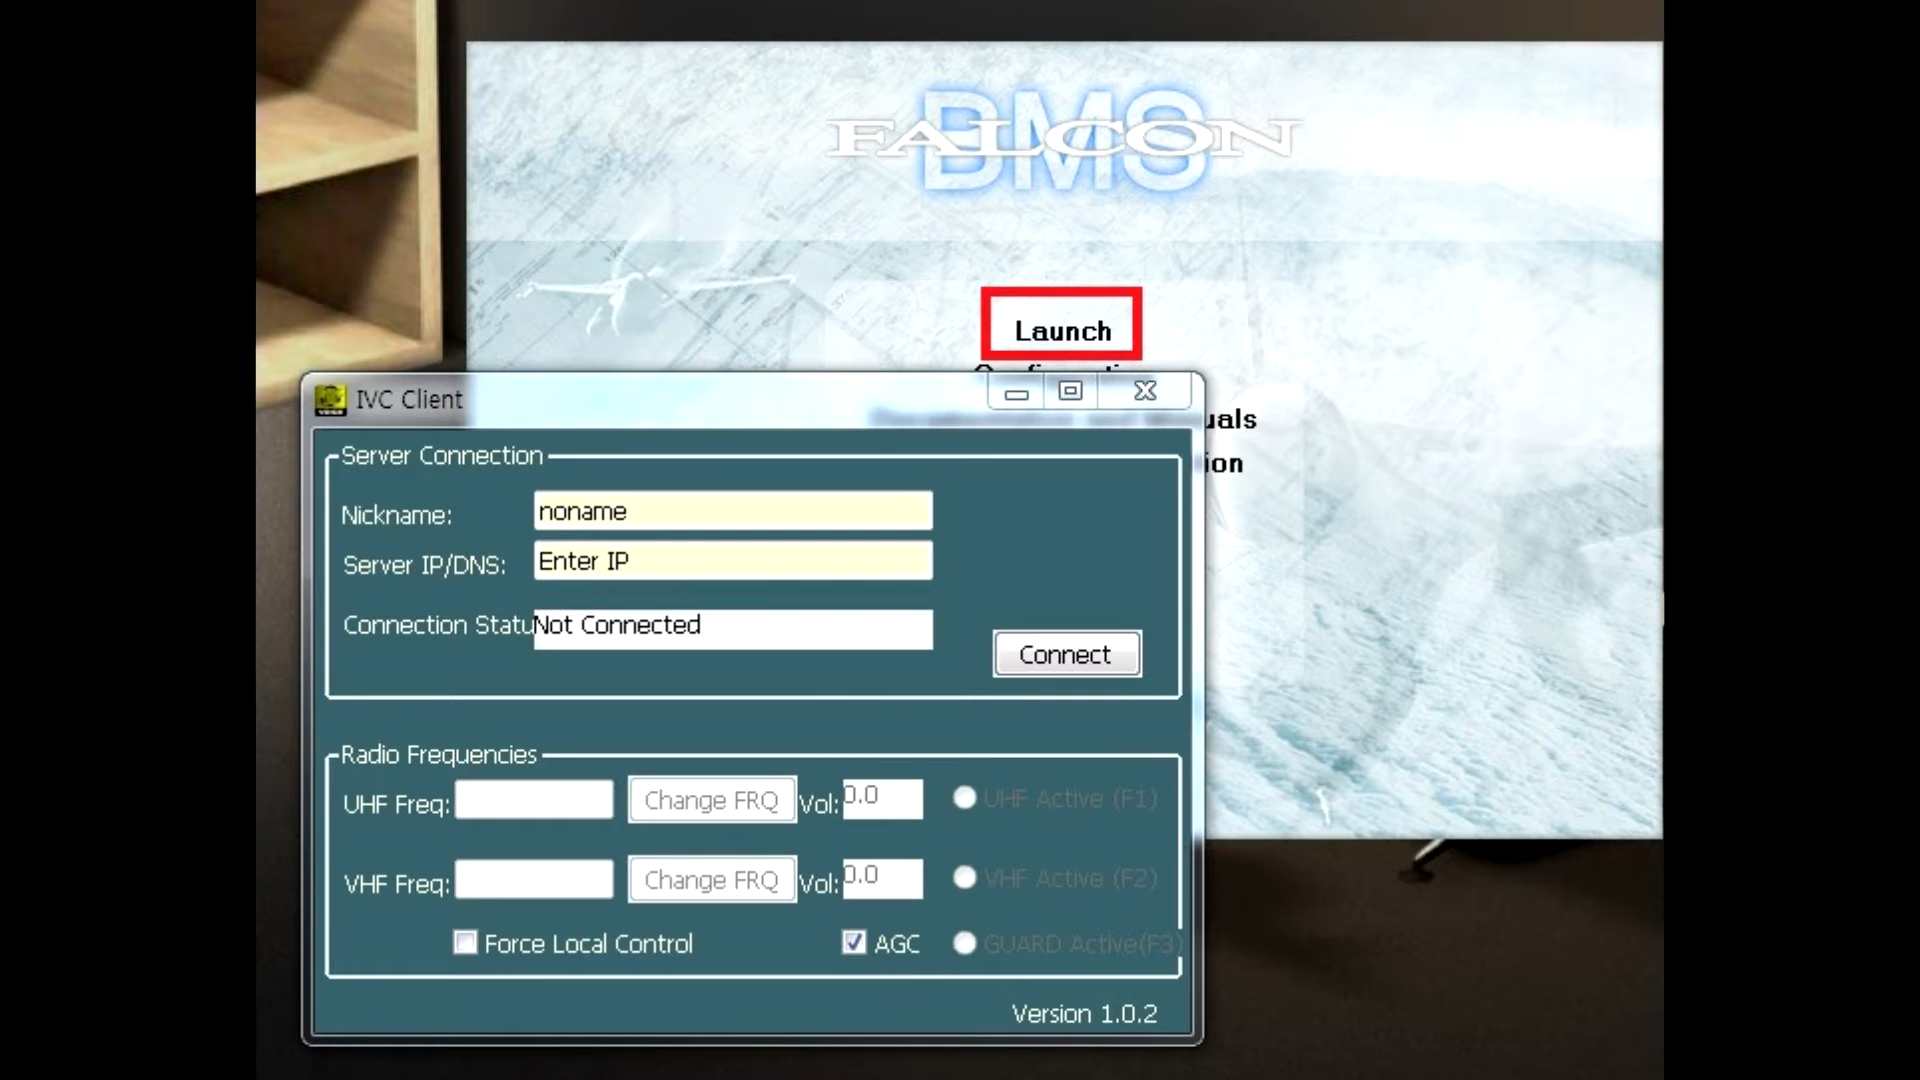 BMS
FALCON
Launch
IVC Client
uals
ion
Server Connection
Nickname: noname
Server IP/DNS: Enter IP
Connection Statu Not Connected
Connect
Radio Frequencies
UHF Freq: Change FRQ Vol: 0.0 UHF Active (F1)
VHF Freq: Change FRQ Vol: 0.0 VHF Active (F2)
Force Local Control AGC GUARD Active(F3)
Version 1.0.2